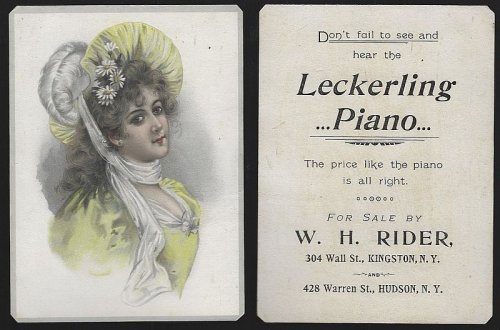 Don't fail to see and
hear the
Leckerling
...Piano...
The price like the piano
is all right.
FOR SALE BY
W. H. RIDER,
304 Wall St., KINGSTON, N. Y.
AND
428 Warren St., HUDSON, N. Y.